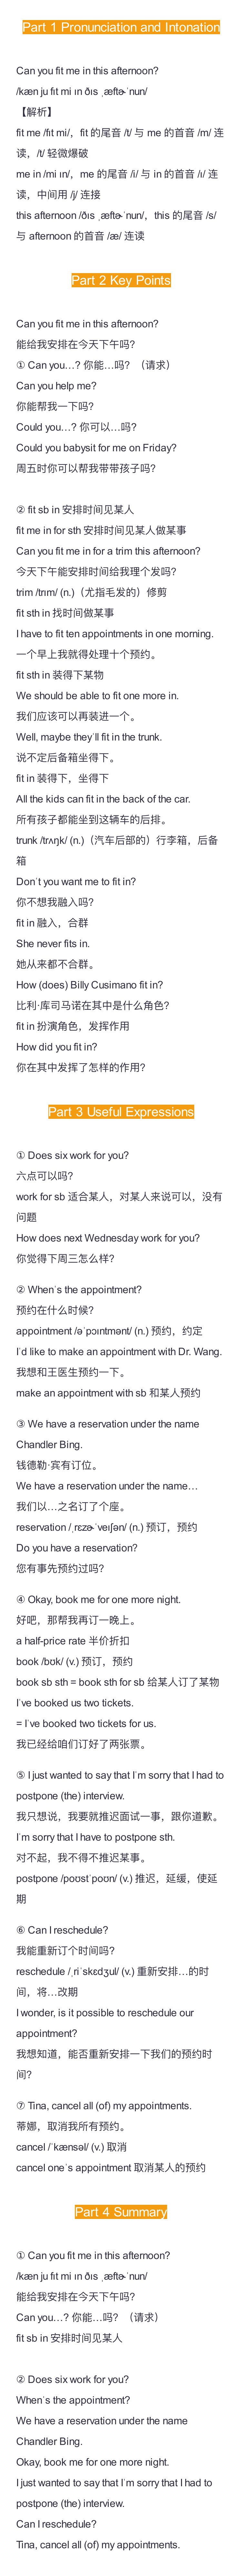 Part 1 Pronunciation and Intonation
Can you fit me in this afternoon?
/kæn ju fɪt mi ɪn ðɪs ˌæftɚˈnun/
【解析】
fit me /fɪt mi/，fit 的尾音 /t/ 与 me 的首音 /m/ 连
读，/t/ 轻微爆破
me in /mi ɪn/，me 的尾音 /i/ 与 in 的首音 /ɪ/ 连
读，中间用 /j/ 连接
this afternoon /ðɪs ˌæftɚˈnun/，this 的尾音 /s/
与 afternoon 的首音 /æ/ 连读
Part 2 Key Points
Can you fit me in this afternoon?
能给我安排在今天下午吗?
① Can you…? 你能…吗? （请求）
Can you help me?
你能帮我一下吗?
Could you…? 你可以…吗?
Could you babysit for me on Friday?
周五时你可以帮我带带孩子吗?
② fit sb in 安排时间见某人
fit me in for sth 安排时间见某人做某事
Can you fit me in for a trim this afternoon?
今天下午能安排时间给我理个发吗?
trim /trɪm/ (n.)（尤指毛发的）修剪
fit sth in 找时间做某事
I have to fit ten appointments in one morning.
一个早上我就得处理十个预约。
fit sth in 装得下某物
We should be able to fit one more in.
我们应该可以再装进一个。
Well, maybe they'll fit in the trunk.
说不定后备箱坐得下。
fit in 装得下，坐得下
All the kids can fit in the back of the car.
所有孩子都能坐到这辆车的后排。
trunk /trʌŋk/ (n.)（汽车后部的）行李箱，后备
箱
Don't you want me to fit in?
你不想我融入吗?
fit in 融入，合群
She never fits in.
她从来都不合群。
How (does) Billy Cusimano fit in?
比利·库司马诺在其中是什么角色?
fit in 扮演角色，发挥作用
How did you fit in?
你在其中发挥了怎样的作用?
Part 3 Useful Expressions
① Does six work for you?
六点可以吗?
work for sb 适合某人，对某人来说可以，没有
问题
How does next Wednesday work for you?
你觉得下周三怎么样?
② When's the appointment?
预约在什么时候?
appointment /əˈpɔɪntmənt/ (n.) 预约，约定
I'd like to make an appointment with Dr. Wang.
我想和王医生预约一下。
make an appointment with sb 和某人预约
③ We have a reservation under the name
Chandler Bing.
钱德勒·宾有订位。
We have a reservation under the name…
我们以…之名订了个座。
reservation /ˌrɛzɚˈveɪʃən/ (n.) 预订，预约
Do you have a reservation?
您有事先预约过吗?
④ Okay, book me for one more night.
好吧，那帮我再订一晚上。
a half-price rate 半价折扣
book /bʊk/ (v.) 预订，预约
book sb sth = book sth for sb 给某人订了某物
I've booked us two tickets.
= I've booked two tickets for us.
我已经给咱们订好了两张票。
⑤ I just wanted to say that I'm sorry that I had to
postpone (the) interview.
我只想说，我要就推迟面试一事，跟你道歉。
I'm sorry that I have to postpone sth.
对不起，我不得不推迟某事。
postpone /poʊstˈpoʊn/ (v.) 推迟，延缓，使延
期
⑥ Can I reschedule?
我能重新订个时间吗?
reschedule /ˌriˈskɛdʒul/ (v.) 重新安排…的时
间，将…改期
I wonder, is it possible to reschedule our
appointment?
我想知道，能否重新安排一下我们的预约时
间?
⑦ Tina, cancel all (of) my appointments.
蒂娜，取消我所有预约。
cancel /ˈkænsəl/ (v.) 取消
cancel one's appointment 取消某人的预约
Part 4 Summary
① Can you fit me in this afternoon?
/kæn ju fɪt mi ɪn ðɪs ˌæftɚˈnun/
能给我安排在今天下午吗?
Can you…? 你能…吗? （请求）
fit sb in 安排时间见某人
② Does six work for you?
When's the appointment?
We have a reservation under the name
Chandler Bing.
Okay, book me for one more night.
I just wanted to say that I'm sorry that I had to
postpone (the) interview.
Can I reschedule?
Tina, cancel all (of) my appointments.